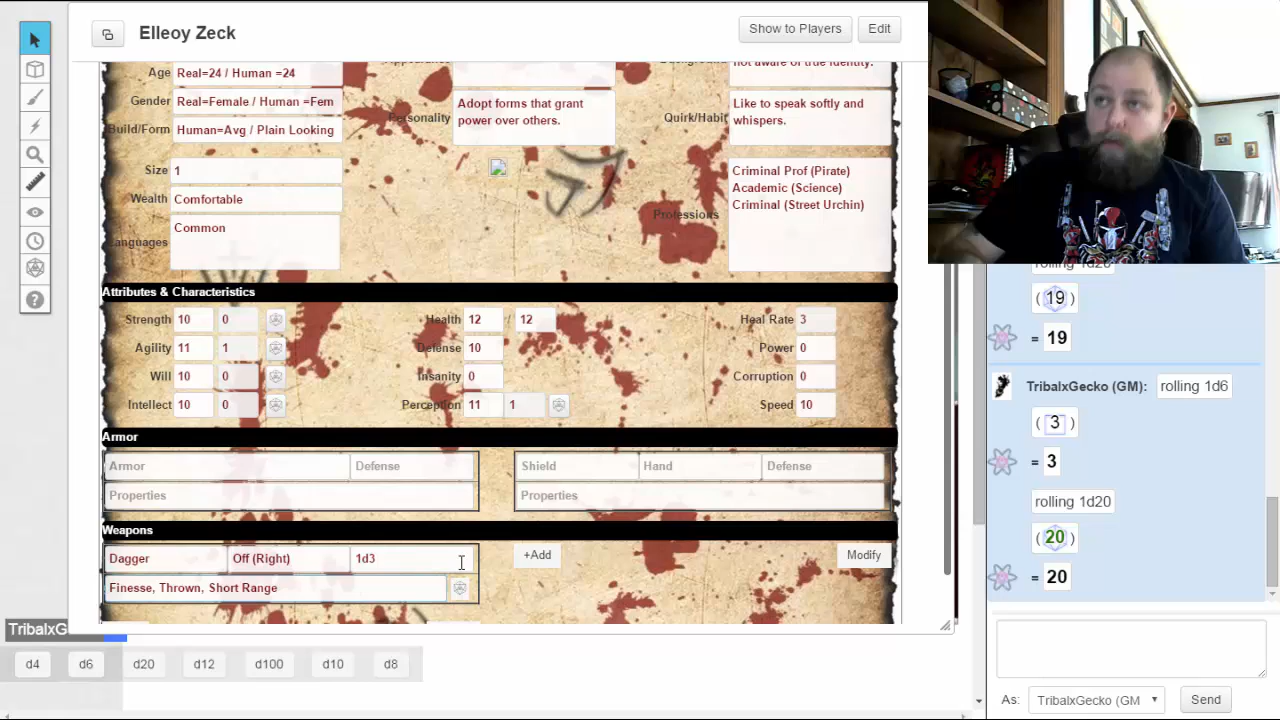 Elleoy Zeck
Show to Players
Edit
Age Real=24 / Human =24
not aware of true identity.
Gender Real=Female / Human =Fem
Build/Form Human=Avg / Plain Looking
Personality Adopt forms that grant
power over others.
Quirk/Habit Like to speak softly and
whispers.
Size 1
Wealth Comfortable
Languages Common
Professions Criminal Prof (Pirate)
Academic (Science)
Criminal (Street Urchin)
Attributes & Characteristics
Strength 10 0 Health 12 / 12 Heal Rate 3
Agility 11 1 Defense 10 Power 0
Will 10 0 Insanity 0 Corruption 0
Intellect 10 0 Perception 11 1 Speed 10
Armor
Armor Defense Shield Hand Defense
Properties Properties
Weapons
Dagger Off (Right) 1d3 +Add Modify
Finesse, Thrown, Short Range
TribalxG
d4 d6 d20 d12 d100 d10 d8
rolling 1d20
( 19 )
= 19
TribalxGecko (GM): rolling 1d6
( 3 )
= 3
rolling 1d20
( 20 )
= 20
As: TribalxGecko (GM Send